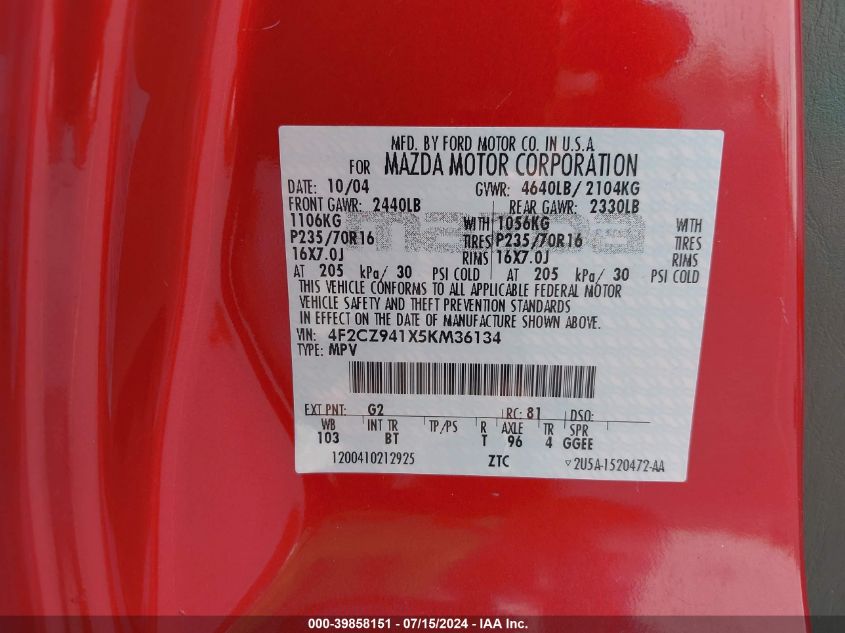 MFD. BY FORD MOTOR CO. IN U.S.A
FOR MAZDA MOTOR CORPORATION
DATE: 10/04 GVWR: 4640LB/ 2104KG
FRONT GAWR: 2440LB REAR GAWR: 2330LB
1106KG WITH 1056KG WITH
P235/70R16 TIRES P235/70R16 TIRES
16X7.0J RIMS 16X7.0J RIMS
AT 205 kPa/ 30 PSI COLD AT 205 kPa/ 30 PSI COLD
THIS VEHICLE CONFORMS TO ALL APPLICABLE FEDERAL MOTOR
VEHICLE SAFETY AND THEFT PREVENTION STANDARDS
IN EFFECT ON THE DATE OF MANUFACTURE SHOWN ABOVE.
VIN: 4F2CZ941X5KM36134
TYPE: MPV
EXT PNT: G2 RC: 81 DSO:
WB INT TR TP/PS R AXLE TR SPR
103 BT T 96 4 GGEE
1200410212925 ZTC ▽2U5A-1520472-AA
000-39858151 - 07/15/2024 - IAA Inc.